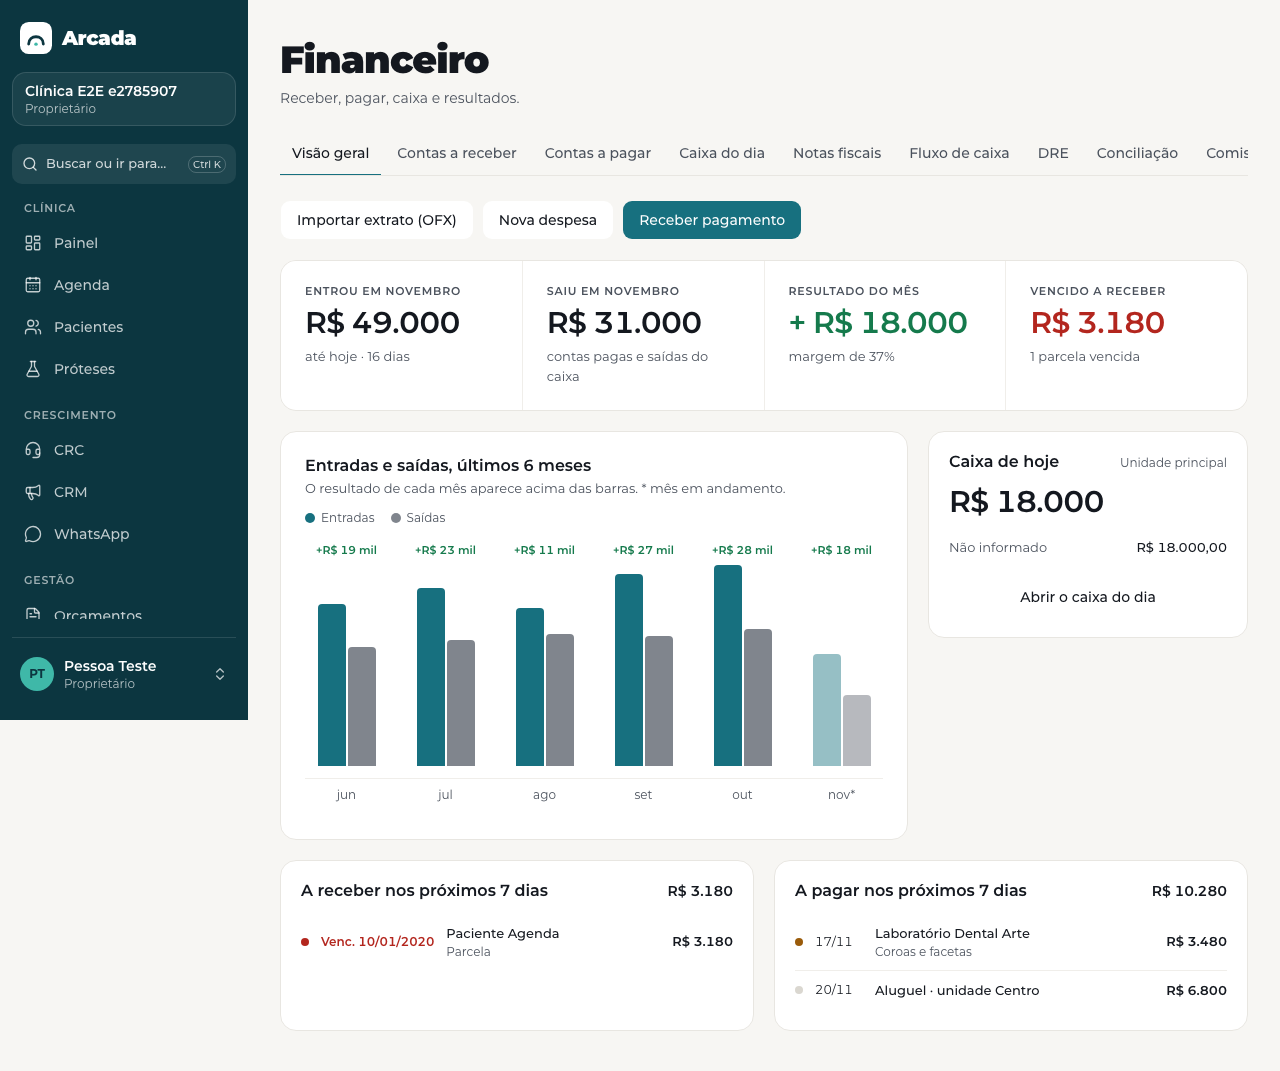 Arcada
Clínica E2E e2785907
Proprietário
Buscar ou ir para... Ctrl K
CLÍNICA
Painel
Agenda
Pacientes
Próteses
CRESCIMENTO
CRC
CRM
WhatsApp
GESTÃO
Orçamentos
PT Pessoa Teste
Proprietário
Financeiro
Receber, pagar, caixa e resultados.
Visão geral Contas a receber Contas a pagar Caixa do dia Notas fiscais Fluxo de caixa DRE Conciliação Comis
Importar extrato (OFX) Nova despesa Receber pagamento
ENTROU EM NOVEMBRO
R$ 49.000
até hoje · 16 dias
SAIU EM NOVEMBRO
R$ 31.000
contas pagas e saídas do
caixa
RESULTADO DO MÊS
+ R$ 18.000
margem de 37%
VENCIDO A RECEBER
R$ 3.180
1 parcela vencida
Entradas e saídas, últimos 6 meses
O resultado de cada mês aparece acima das barras. * mês em andamento.
Entradas Saídas
+R$ 19 mil +R$ 23 mil +R$ 11 mil +R$ 27 mil +R$ 28 mil +R$ 18 mil
jun jul ago set out nov*
Caixa de hoje Unidade principal
R$ 18.000
Não informado R$ 18.000,00
Abrir o caixa do dia
A receber nos próximos 7 dias R$ 3.180
Venc. 10/01/2020 Paciente Agenda R$ 3.180
Parcela
A pagar nos próximos 7 dias R$ 10.280
17/11 Laboratório Dental Arte R$ 3.480
Coroas e facetas
20/11 Aluguel · unidade Centro R$ 6.800